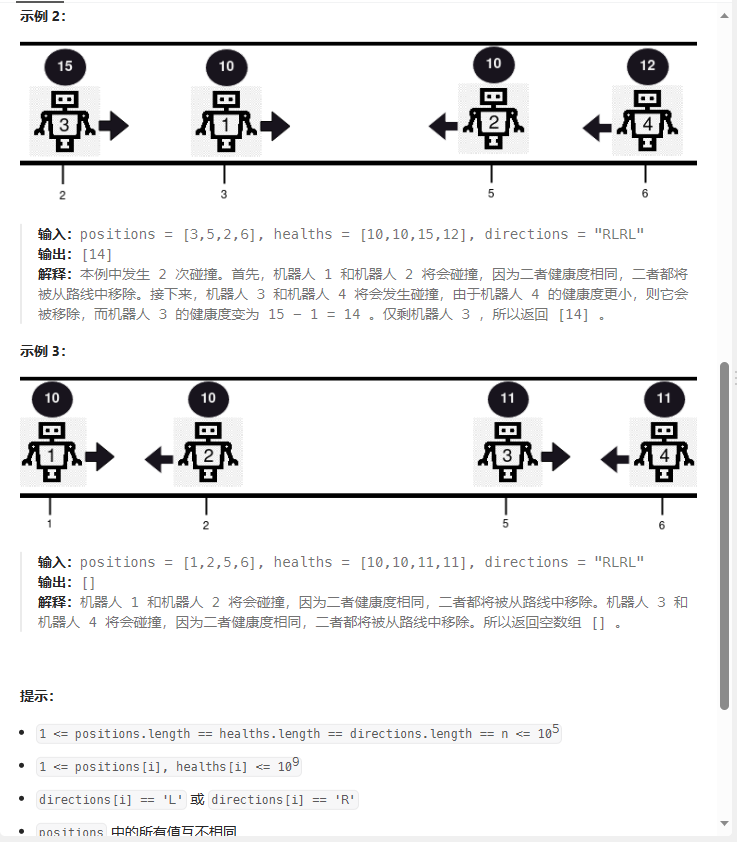 示例 2：
15 10 10 12
3 1 2 4
2 3 5 6
输入：positions = [3,5,2,6], healths = [10,10,15,12], directions = "RLRL"
输出：[14]
解释：本例中发生 2 次碰撞。首先，机器人 1 和机器人 2 将会碰撞，因为二者健康度相同，二者都将
被从路线中移除。接下来，机器人 3 和机器人 4 将会发生碰撞，由于机器人 4 的健康度更小，则它会
被移除，而机器人 3 的健康度变为 15 - 1 = 14 。仅剩机器人 3 ，所以返回 [14] 。
示例 3：
10 10 11 11
1 2 3 4
1 2 5 6
输入：positions = [1,2,5,6], healths = [10,10,11,11], directions = "RLRL"
输出：[]
解释：机器人 1 和机器人 2 将会碰撞，因为二者健康度相同，二者都将被从路线中移除。机器人 3 和
机器人 4 将会碰撞，因为二者健康度相同，二者都将被从路线中移除。所以返回空数组 [] 。
提示：
• 1 <= positions.length == healths.length == directions.length == n <= 10⁵
• 1 <= positions[i], healths[i] <= 10⁹
• directions[i] == 'L' 或 directions[i] == 'R'
• positions 中的所有值互不相同